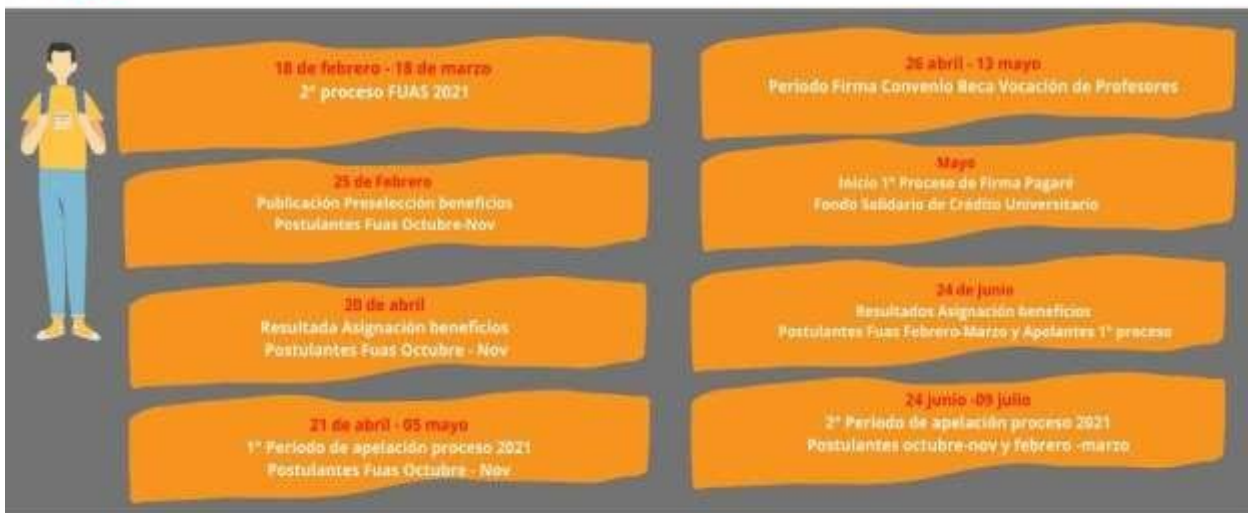 18 de febrero - 18 de marzo
2° proceso FUAS 2021
25 de Febrero
Publicación Preselección beneficios
Postulantes Fuas Octubre-Nov
20 de abril
Resultada Asignación beneficios
Postulantes Fuas Octubre - Nov
21 de abril - 05 mayo
1° Periodo de apelación proceso 2021
Postulantes Fuas Octubre - Nov
26 abril - 13 mayo
Periodo Firma Convenio Beca Vocación de Profesores
Mayo
Inicio 1° Proceso de Firma Pagaré
Fondo Solidario de Crédito Universitario
24 de junio
Resultados Asignación beneficios
Postulantes Fuas Febrero-Marzo y Apelantes 1° proceso
24 junio -09 julio
2° Periodo de apelación proceso 2021
Postulantes octubre-nov y febrero -marzo